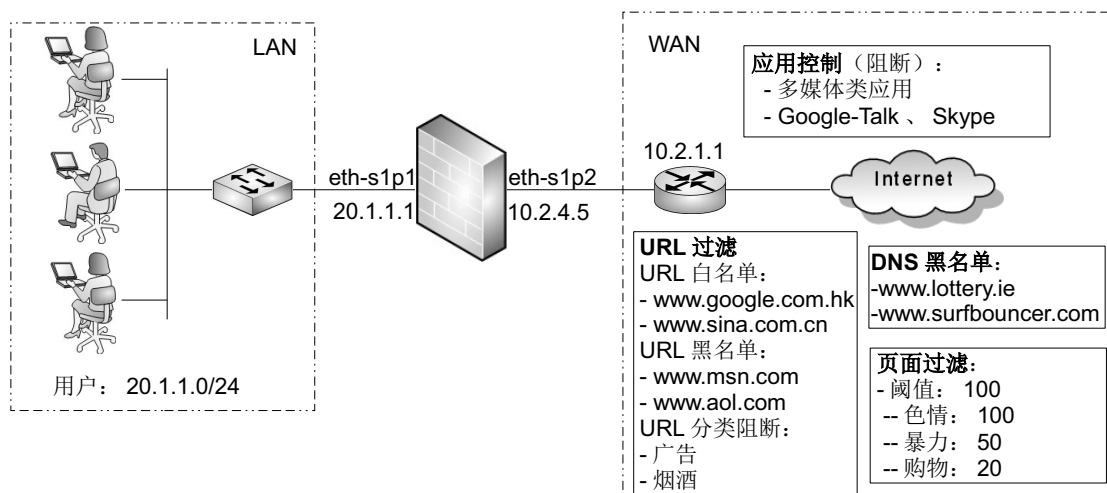 LAN
用户： 20.1.1.0/24
eth-s1p1
20.1.1.1
eth-s1p2
10.2.4.5
WAN
应用控制（阻断）：
- 多媒体类应用
- Google-Talk 、 Skype
10.2.1.1
Internet
URL 过滤
URL 白名单：
- www.google.com.hk
- www.sina.com.cn
URL 黑名单：
- www.msn.com
- www.aol.com
URL 分类阻断：
- 广告
- 烟酒
DNS 黑名单：
-www.lottery.ie
-www.surfbouncer.com
页面过滤：
- 阈值： 100
-- 色情： 100
-- 暴力： 50
-- 购物： 20